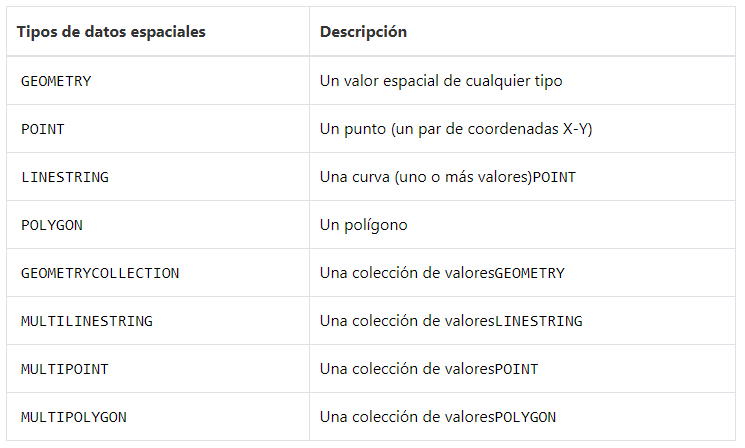 Tipos de datos espaciales Descripción
GEOMETRY Un valor espacial de cualquier tipo
POINT Un punto (un par de coordenadas X-Y)
LINESTRING Una curva (uno o más valores)POINT
POLYGON Un polígono
GEOMETRYCOLLECTION Una colección de valoresGEOMETRY
MULTILINESTRING Una colección de valoresLINESTRING
MULTIPOINT Una colección de valoresPOINT
MULTIPOLYGON Una colección de valoresPOLYGON